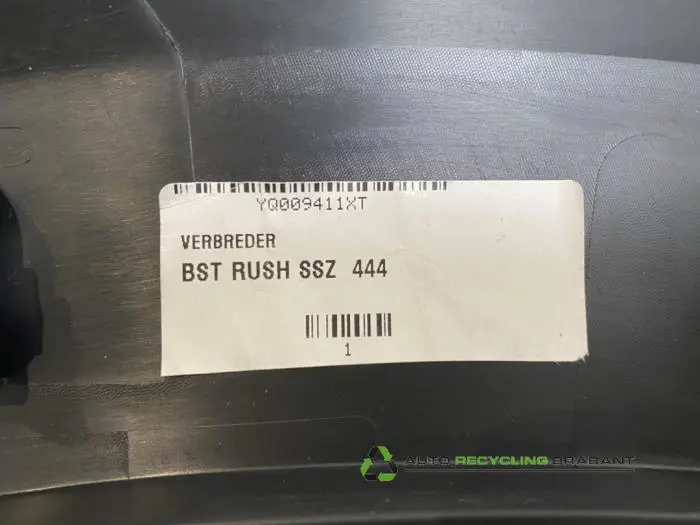 YQ009411XT
VERBREDER
BST RUSH SSZ 444
1
AUTO RECYCLING BRABANT